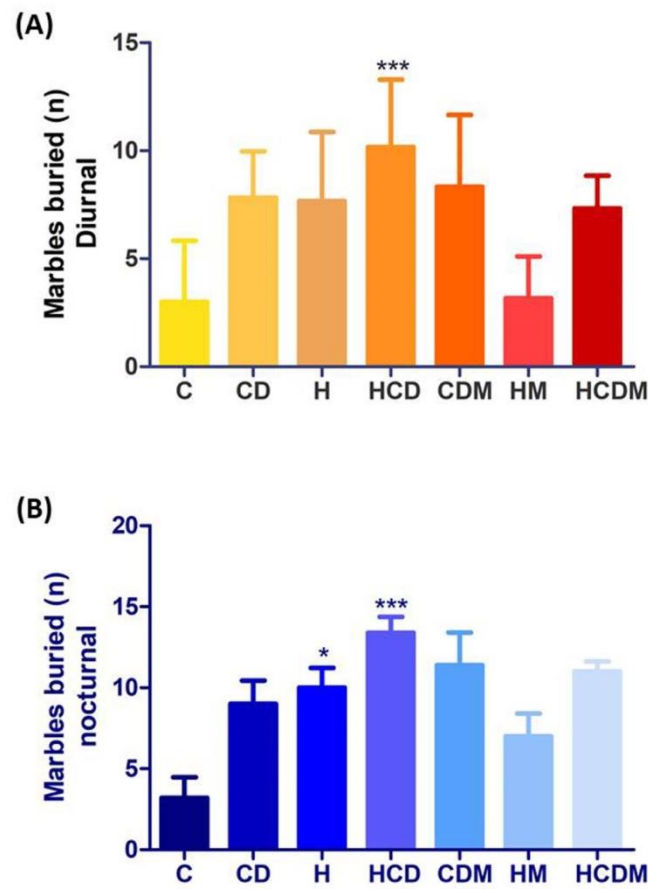 (A)
Marbles buried (n)
Diurnal
15
10
5
0
***
C CD H HCD CDM HM HCDM
(B)
Marbles buried (n)
nocturnal
20
15
10
5
0
*
***
C CD H HCD CDM HM HCDM